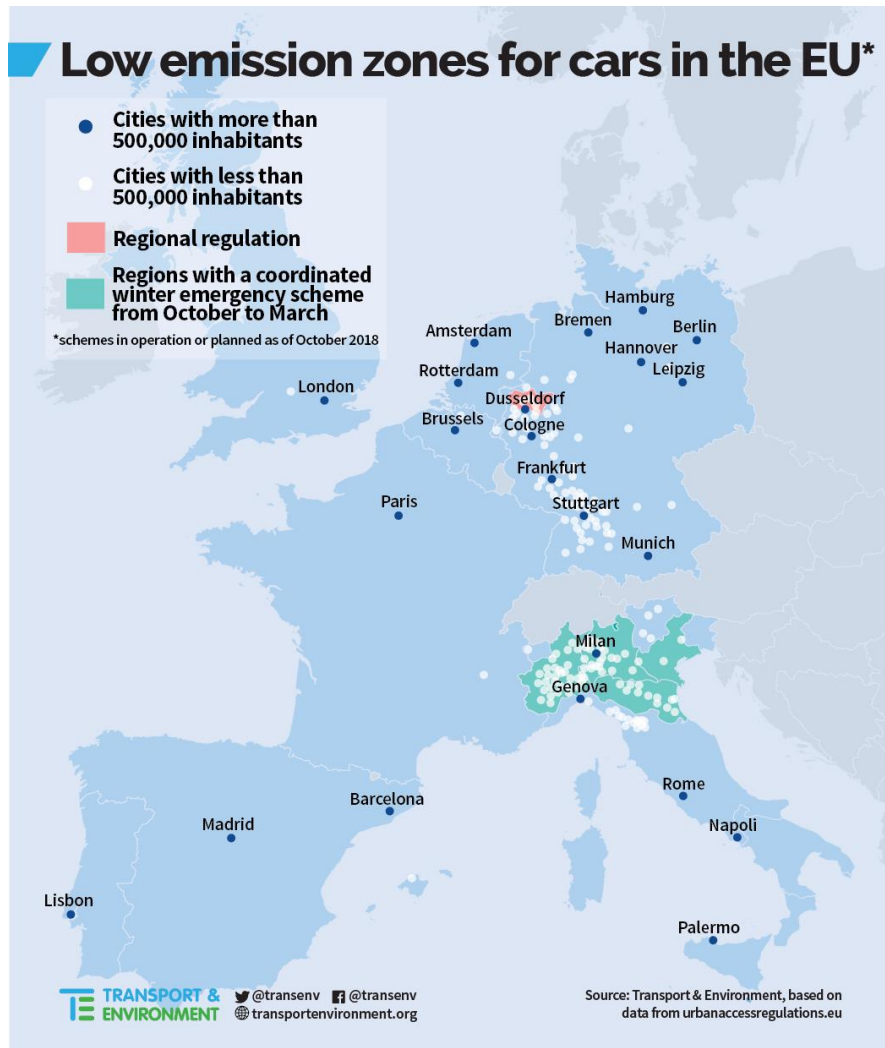 Low emission zones for cars in the EU*
Cities with more than
500,000 inhabitants
Cities with less than
500,000 inhabitants
Regional regulation
Regions with a coordinated
winter emergency scheme
from October to March
*schemes in operation or planned as of October 2018
Hamburg
Bremen
Berlin
Amsterdam
Hannover
Leipzig
Rotterdam
London
Dusseldorf
Brussels
Cologne
Frankfurt
Paris
Stuttgart
Munich
Milan
Genova
Rome
Barcelona
Madrid
Napoli
Lisbon
Palermo
TE TRANSPORT &
ENVIRONMENT
@transenv @transenv
transportenvironment.org
Source: Transport & Environment, based on
data from urbanaccessregulations.eu